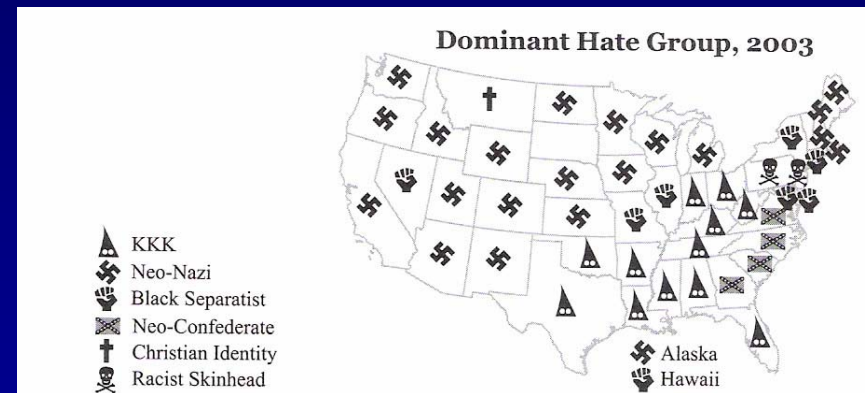 Dominant Hate Group, 2003
KKK
Neo-Nazi
Black Separatist
Neo-Confederate
Christian Identity
Racist Skinhead
Alaska
Hawaii